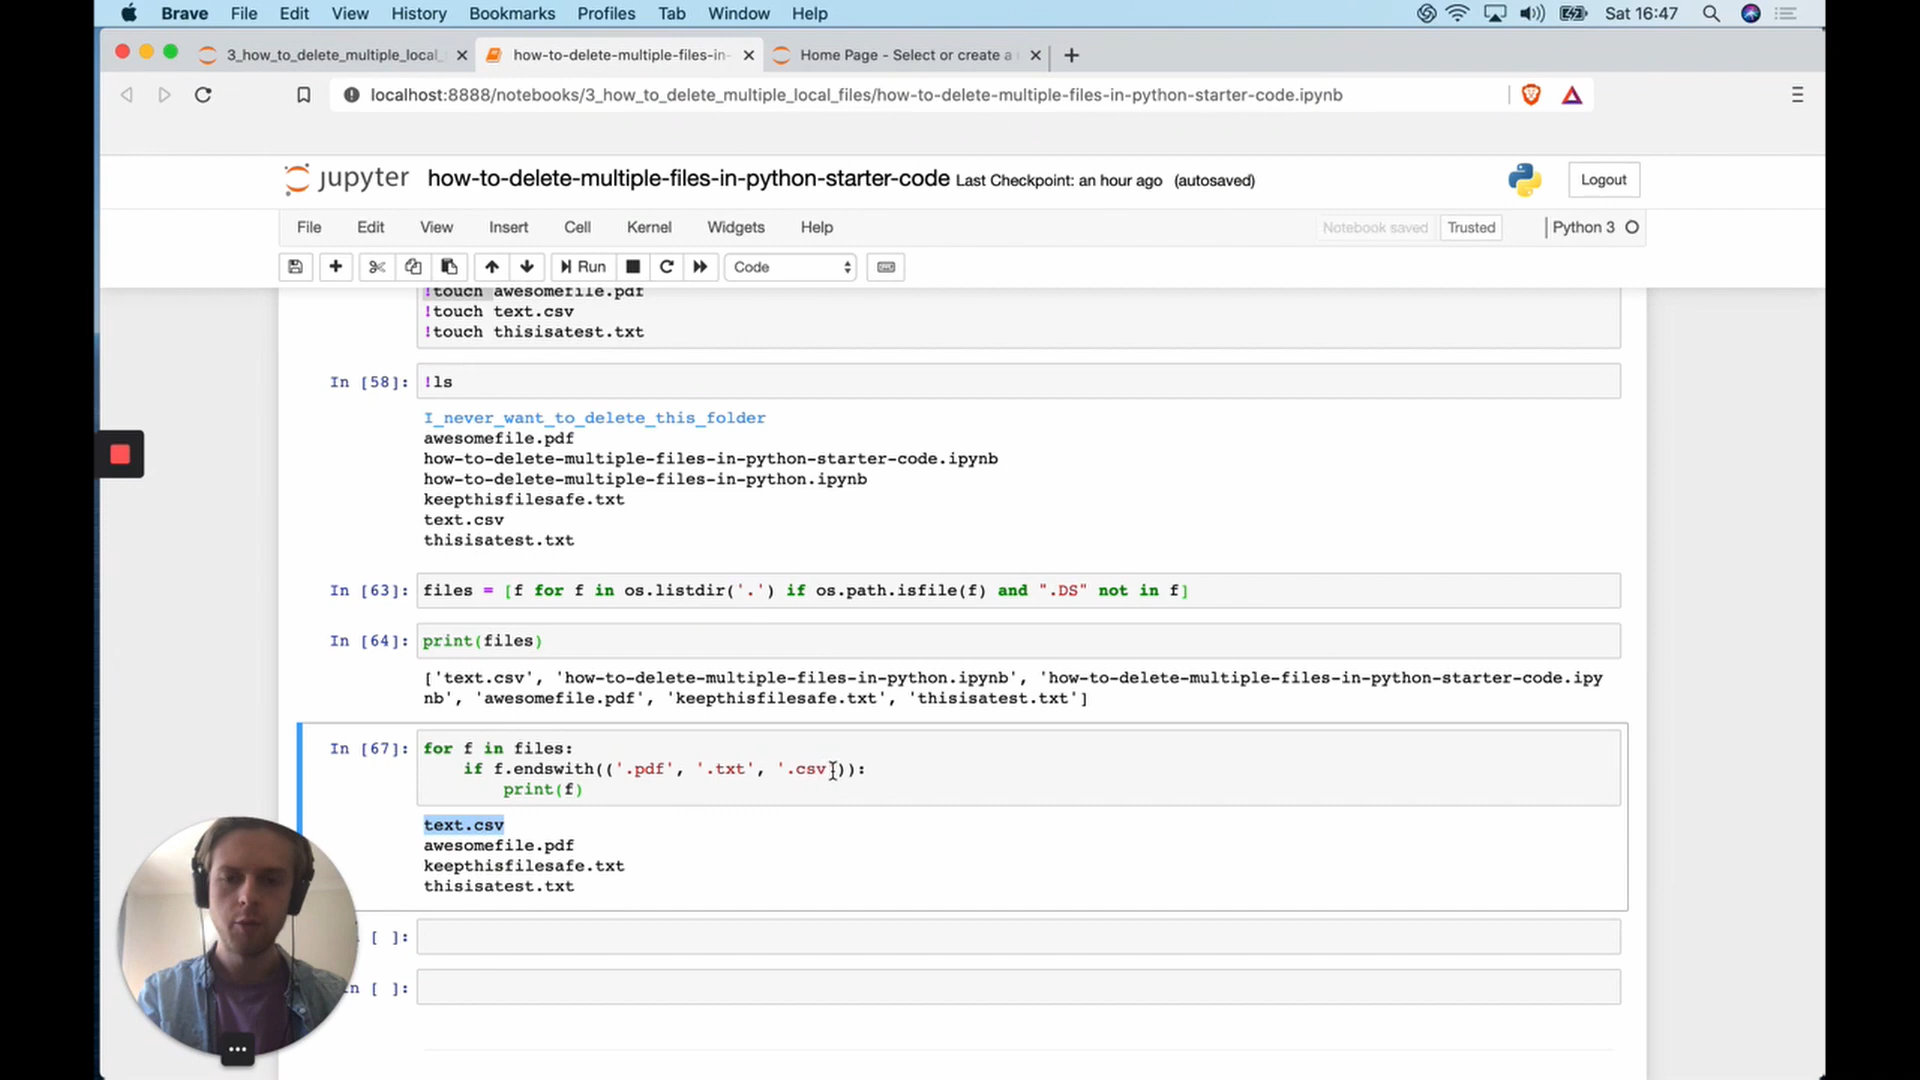 Brave File Edit View History Bookmarks Profiles Tab Window Help Sat 16:47
3_how_to_delete_multiple_local_ how-to-delete-multiple-files-in- Home Page - Select or create a
localhost:8888/notebooks/3_how_to_delete_multiple_local_files/how-to-delete-multiple-files-in-python-starter-code.ipynb
jupyter how-to-delete-multiple-files-in-python-starter-code Last Checkpoint: an hour ago (autosaved) Logout
File Edit View Insert Cell Kernel Widgets Help Notebook saved Trusted Python 3
Run Code
!touch awesomefile.pdf
!touch text.csv
!touch thisisatest.txt
In [58]: !ls
I_never_want_to_delete_this_folder
awesomefile.pdf
how-to-delete-multiple-files-in-python-starter-code.ipynb
how-to-delete-multiple-files-in-python.ipynb
keepthisfilesafe.txt
text.csv
thisisatest.txt
In [63]: files = [f for f in os.listdir('.') if os.path.isfile(f) and ".DS" not in f]
In [64]: print(files)
['text.csv', 'how-to-delete-multiple-files-in-python.ipynb', 'how-to-delete-multiple-files-in-python-starter-code.ipy
nb', 'awesomefile.pdf', 'keepthisfilesafe.txt', 'thisisatest.txt']
In [67]: for f in files:
if f.endswith(('.pdf', '.txt', '.csv')):
print(f)
text.csv
awesomefile.pdf
keepthisfilesafe.txt
thisisatest.txt
[ ]:
n [ ]: